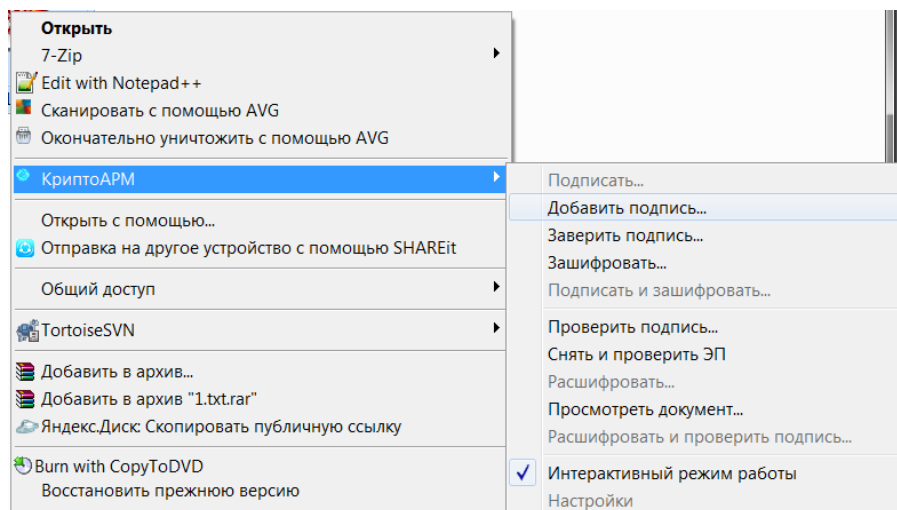 Открыть
7-Zip
Edit with Notepad++
Сканировать с помощью AVG
Окончательно уничтожить с помощью AVG
КриптоАРМ
Открыть с помощью...
Отправка на другое устройство с помощью SHAREit
Общий доступ
TortoiseSVN
Добавить в архив...
Добавить в архив "1.txt.rar"
Яндекс.Диск: Скопировать публичную ссылку
Burn with CopyToDVD
Восстановить прежнюю версию
Подписать...
Добавить подпись...
Заверить подпись...
Зашифровать...
Подписать и зашифровать...
Проверить подпись...
Снять и проверить ЭП
Расшифровать...
Просмотреть документ...
Расшифровать и проверить подпись...
Интерактивный режим работы
Настройки